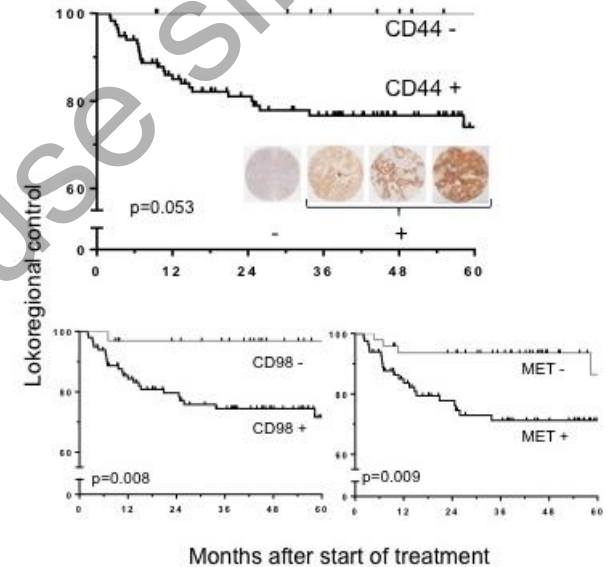 100
CD44 -
CD44 +
80
60
p=0.053
- +
0
0 12 24 36 48 60
Lokoregional control
100
CD98 -
80
CD98 +
60
p=0.008
0
0 12 24 36 48 60
100
MET -
80
MET +
60
p=0.009
0
0 12 24 36 48 60
Months after start of treatment